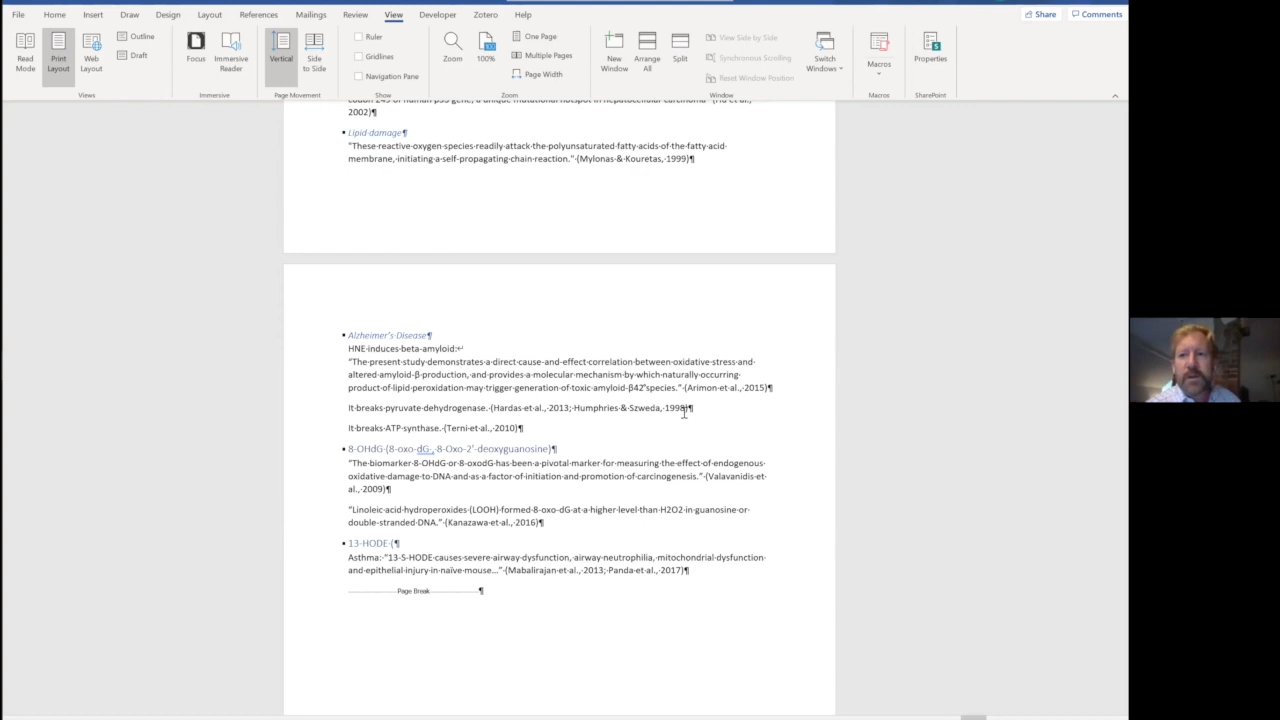 File Home Insert Draw Design Layout References Mailings Review View Developer Zotero Help Share Comments
Read Mode
Print Layout
Web Layout
Outline
Draft
Views
Focus
Immersive Reader
Immersive
Vertical
Side to Side
Page Movement
Ruler
Gridlines
Navigation Pane
Show
Zoom
100%
One Page
Multiple Pages
Page Width
Zoom
New Window
Arrange All
Split
View Side by Side
Synchronous Scrolling
Reset Window Position
Switch Windows
Window
Macros
Macros
Properties
SharePoint
2002)¶
Lipid damage¶
"These reactive oxygen species readily attack the polyunsaturated fatty acids of the fatty acid
membrane, initiating a self-propagating chain reaction." (Mylonas & Kouretas, 1999)¶
Alzheimer's Disease¶
HNE induces beta-amyloid:↵
"The present study demonstrates a direct cause-and-effect correlation between oxidative stress and
altered amyloid-β production, and provides a molecular mechanism by which naturally occurring
product of lipid peroxidation may trigger generation of toxic amyloid-β42 species." (Arimon et al., 2015)¶
It breaks pyruvate dehydrogenase. (Hardas et al., 2013; Humphries & Szweda, 1998)¶
It breaks ATP synthase. (Terni et al., 2010)¶
8-OHdG (8-oxo-dG , 8-Oxo-2'-deoxyguanosine)¶
"The biomarker 8-OHdG or 8-oxodG has been a pivotal marker for measuring the effect of endogenous
oxidative damage to DNA and as a factor of initiation and promotion of carcinogenesis." (Valavanidis et
al., 2009)¶
"Linoleic acid hydroperoxides (LOOH) formed 8-oxo-dG at a higher level than H2O2 in guanosine or
double-stranded DNA." (Kanazawa et al., 2016)¶
13-HODE (¶
Asthma: "13-S-HODE causes severe airway dysfunction, airway neutrophilia, mitochondrial dysfunction
and epithelial injury in naïve mouse…" (Mabalirajan et al., 2013; Panda et al., 2017)¶
Page Break ¶